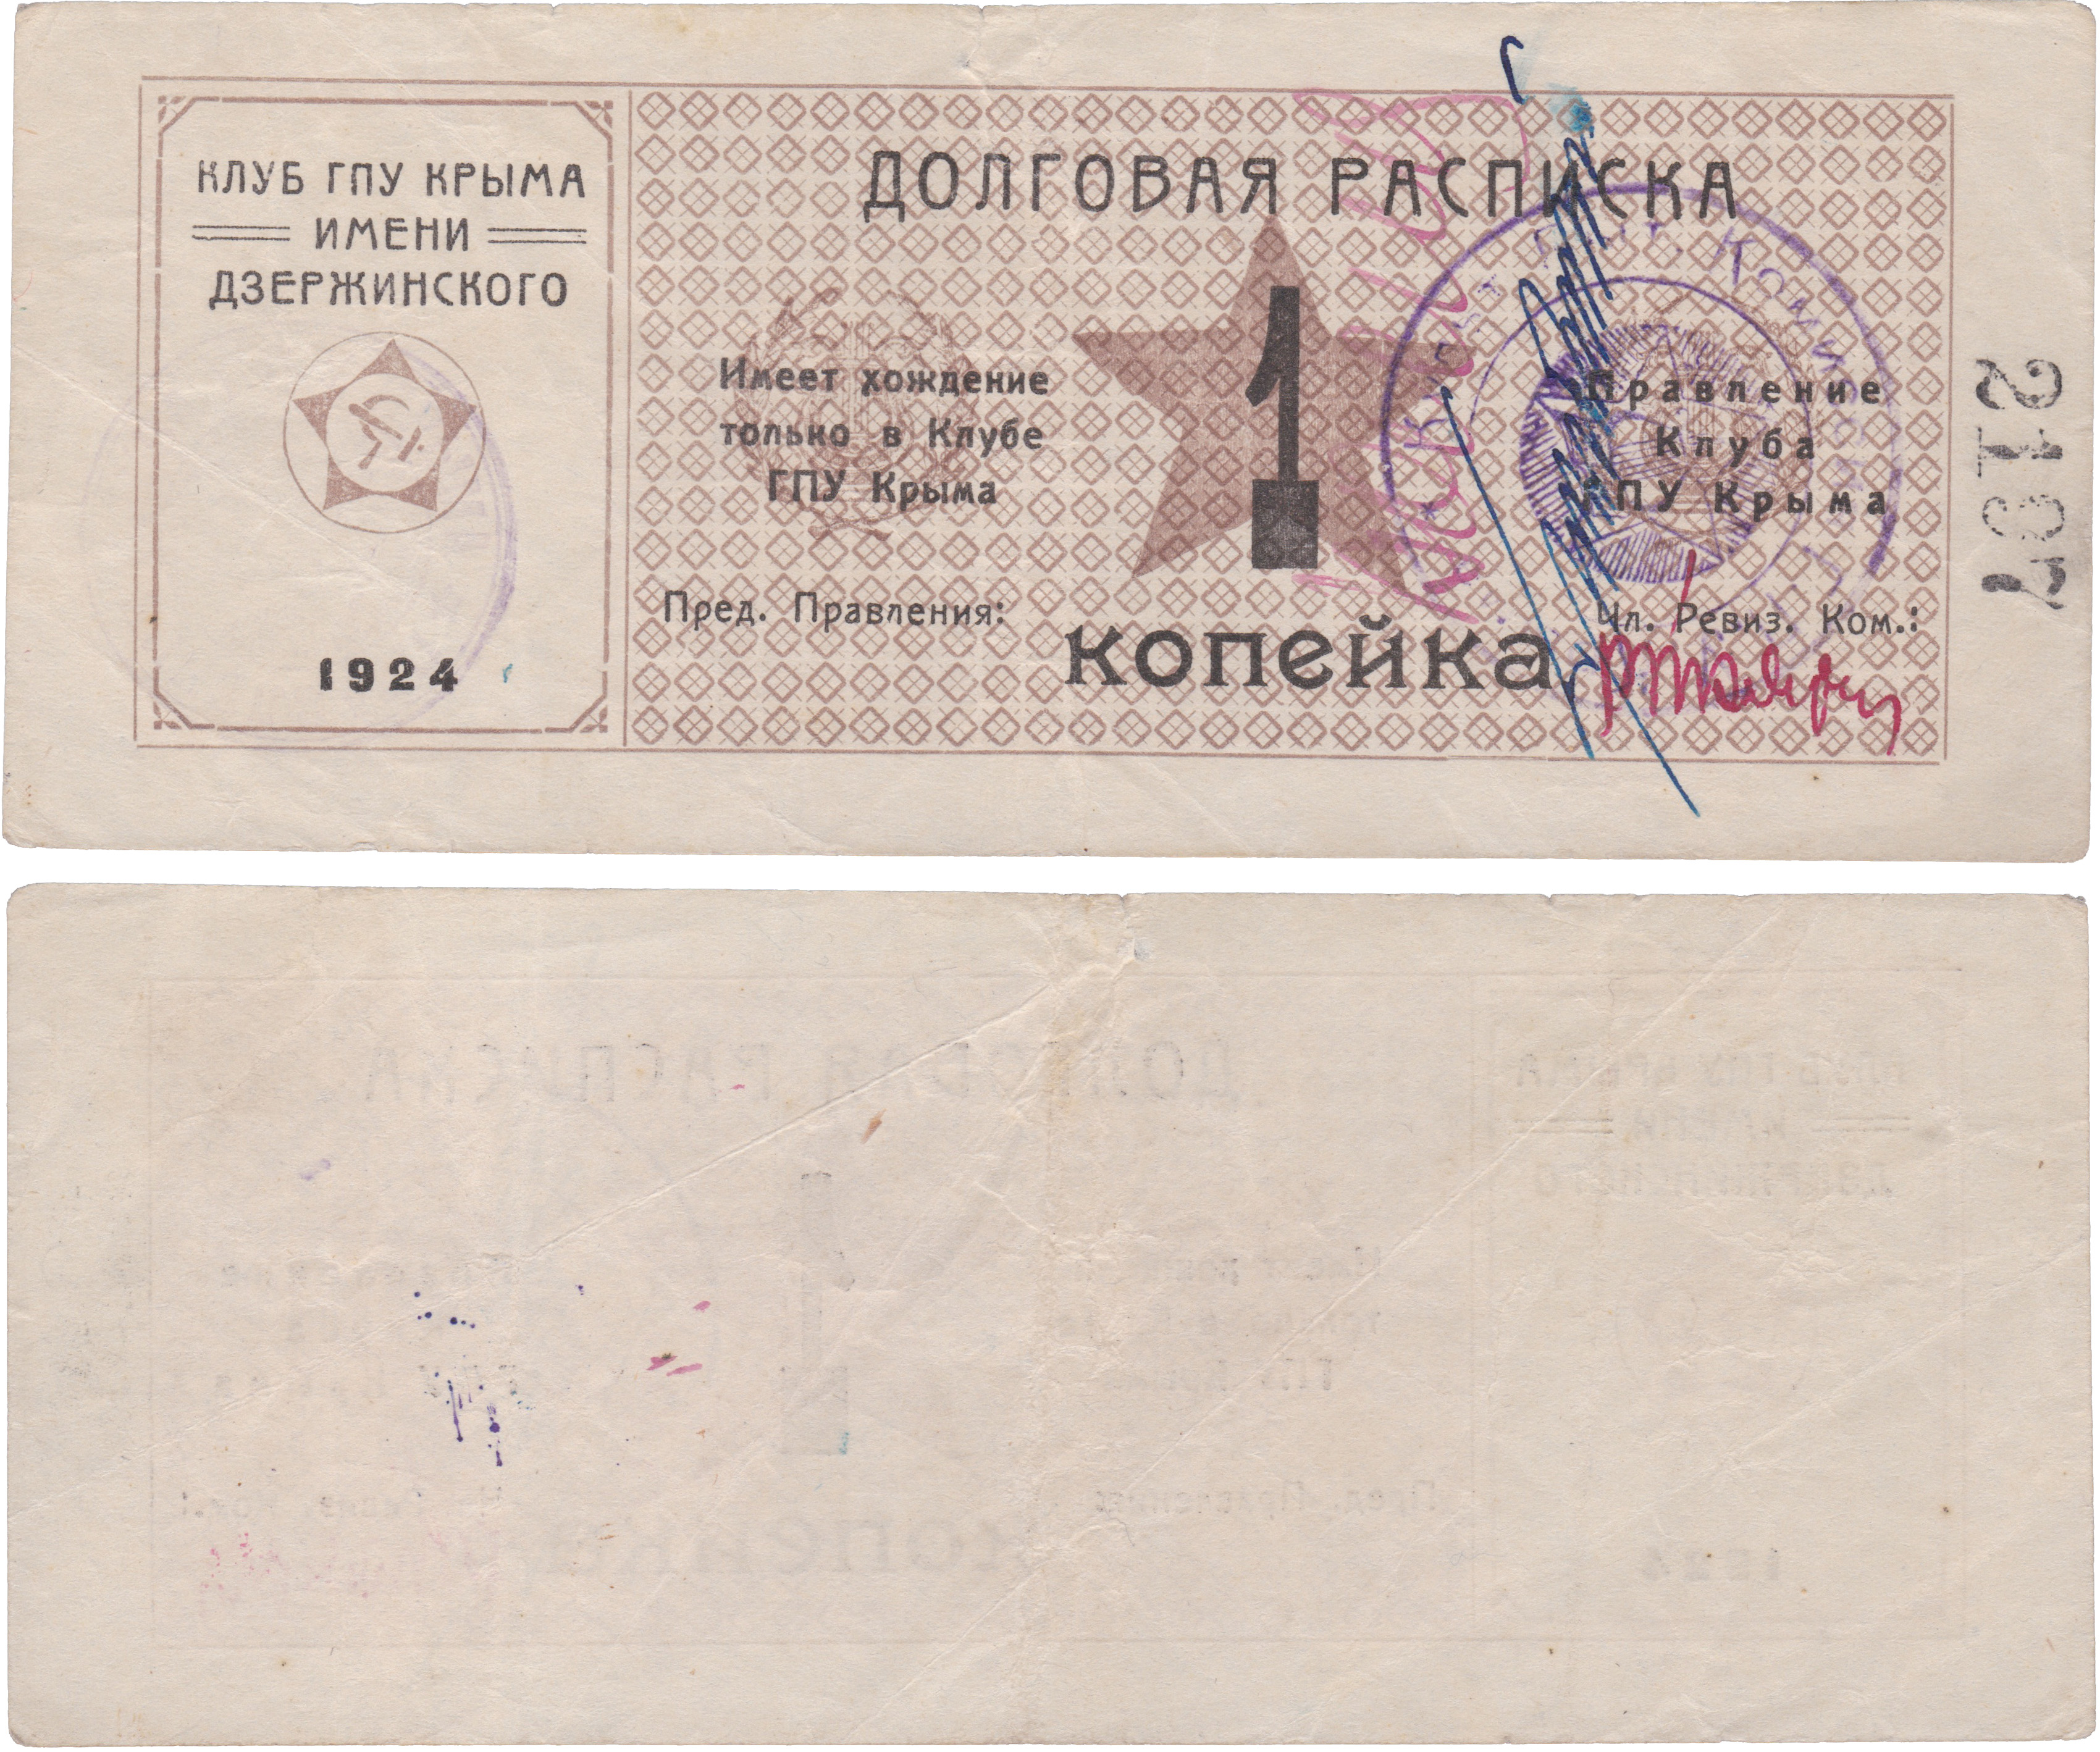 КЛУБ ГПУ КРЫМА
ИМЕНИ
ДЗЕРЖИНСКОГО
1924
ДОЛГОВАЯ РАСПИСКА
Имеет хождение
только в Клубе
ГПУ Крыма
1
Правление
Клуба
ГПУ Крыма
Пред. Правления:
копейка
Чл. Ревиз. Ком.:
2197